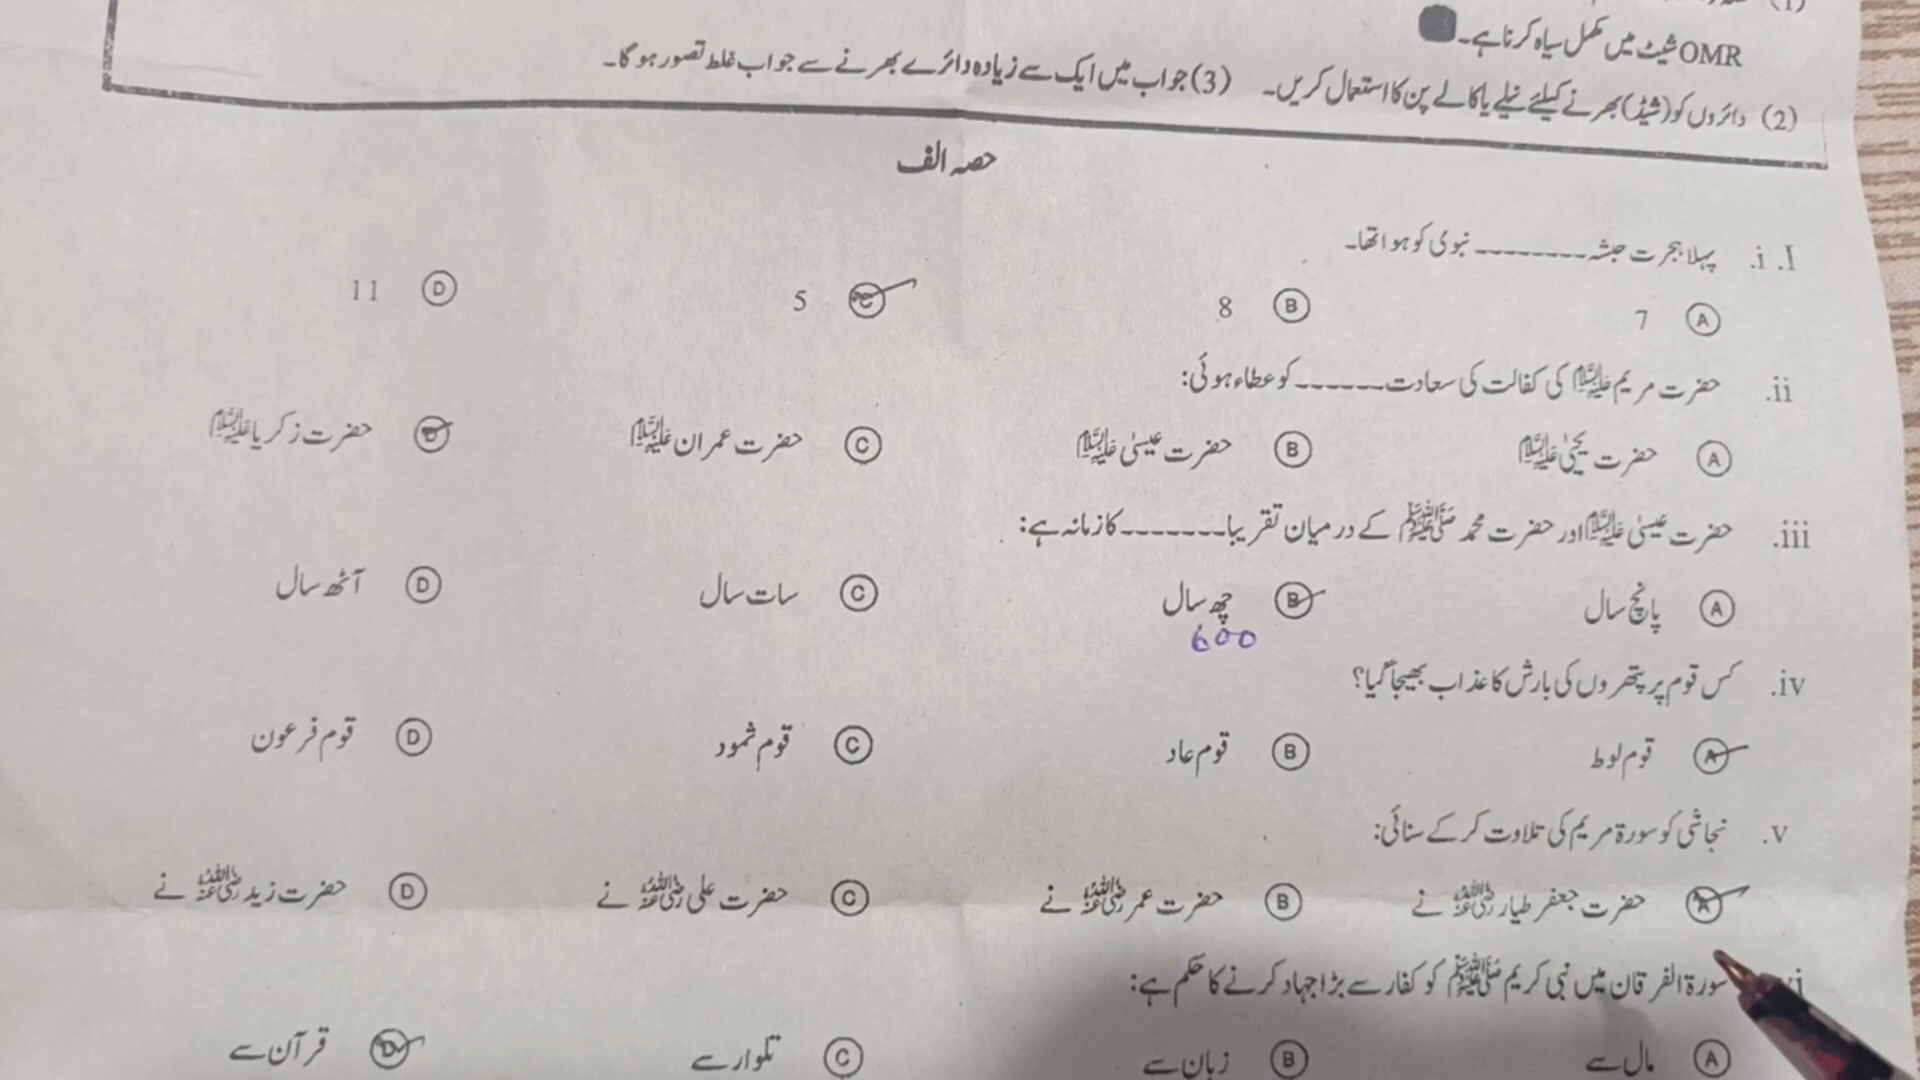 OMR شیٹ میں مکمل سیاہ کرنا ہے۔
(2) دائروں کو (شیڈ) بھرنے کیلئے نیلے یا کالے پن کا استعمال کریں۔ (3) جواب میں ایک سے زیادہ دائرے بھرنے سے جواب غلط تصور ہو گا۔
حصہ الف
I. i. پہلا ہجرت حبشہ -------- نبوی کو ہوا تھا۔
A 7 B 8 C 5 D 11
ii. حضرت مریم علیہا السلام کی کفالت کی سعادت ------ کو عطاء ہوئی:
A حضرت یحییٰ علیہ السلام B حضرت عیسیٰ علیہ السلام C حضرت عمران علیہ السلام D حضرت زکریا علیہ السلام
iii. حضرت عیسیٰ علیہ السلام اور حضرت محمد ﷺ کے درمیان تقریبا ------- کا زمانہ ہے:
A پانچ سال B چھ سال C سات سال D آٹھ سال
600
iv. کس قوم پر پتھروں کی بارش کا عذاب بھیجا گیا؟
A قوم لوط B قوم عاد C قوم ثمود D قوم فرعون
v. نجاشی کو سورۃ مریم کی تلاوت کر کے سنائی:
A حضرت جعفر طیار رضی اللہ عنہ نے B حضرت عمر رضی اللہ عنہ نے C حضرت علی رضی اللہ عنہ نے D حضرت زید رضی اللہ عنہ نے
vi سورۃ الفرقان میں نبی کریم ﷺ کو کفار سے بڑا جہاد کرنے کا حکم ہے:
A مال سے B زبان سے C تلوار سے D قرآن سے